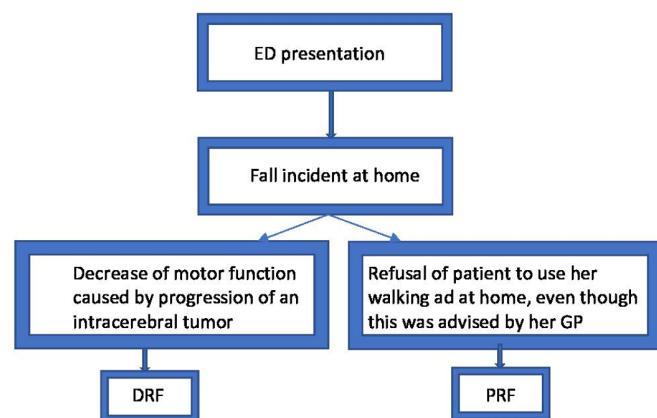 ED presentation
Fall incident at home
Decrease of motor function
caused by progression of an
intracerebral tumor
Refusal of patient to use her
walking ad at home, even though
this was advised by her GP
DRF
PRF